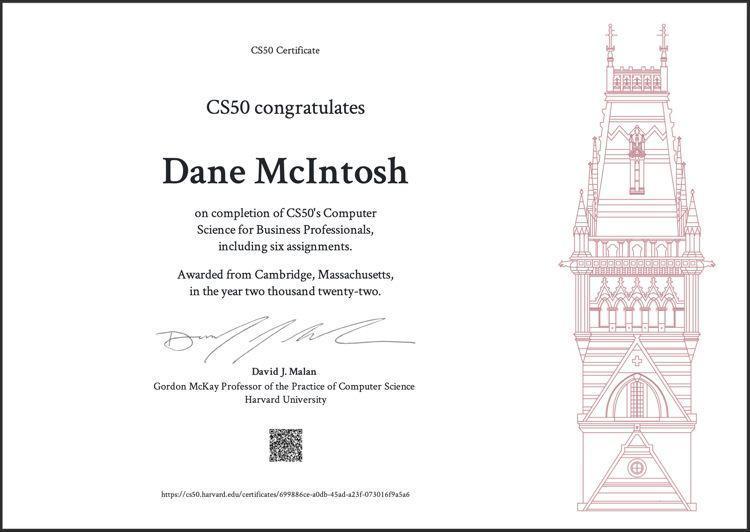 CS50 Certificate
CS50 congratulates
Dane McIntosh
on completion of CS50's Computer
Science for Business Professionals,
including six assignments.
Awarded from Cambridge, Massachusetts,
in the year two thousand twenty-two.
David J. Malan
Gordon McKay Professor of the Practice of Computer Science
Harvard University
https://cs50.harvard.edu/certificates/699886ce-a0db-45ad-a23f-073016f9a5a6